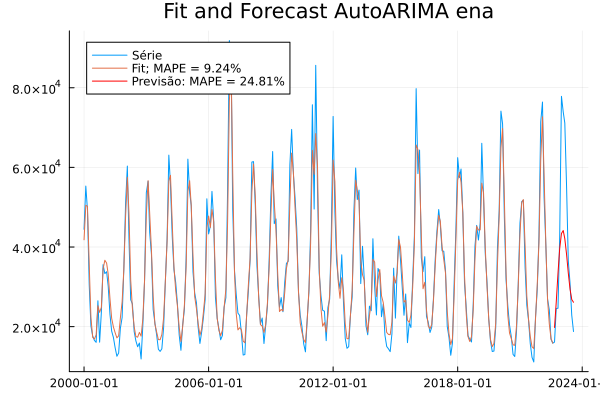 Fit and Forecast AutoARIMA ena
Série
Fit; MAPE = 9.24%
Previsão: MAPE = 24.81%
8.0×10⁴
6.0×10⁴
4.0×10⁴
2.0×10⁴
2000-01-01 2006-01-01 2012-01-01 2018-01-01 2024-01-